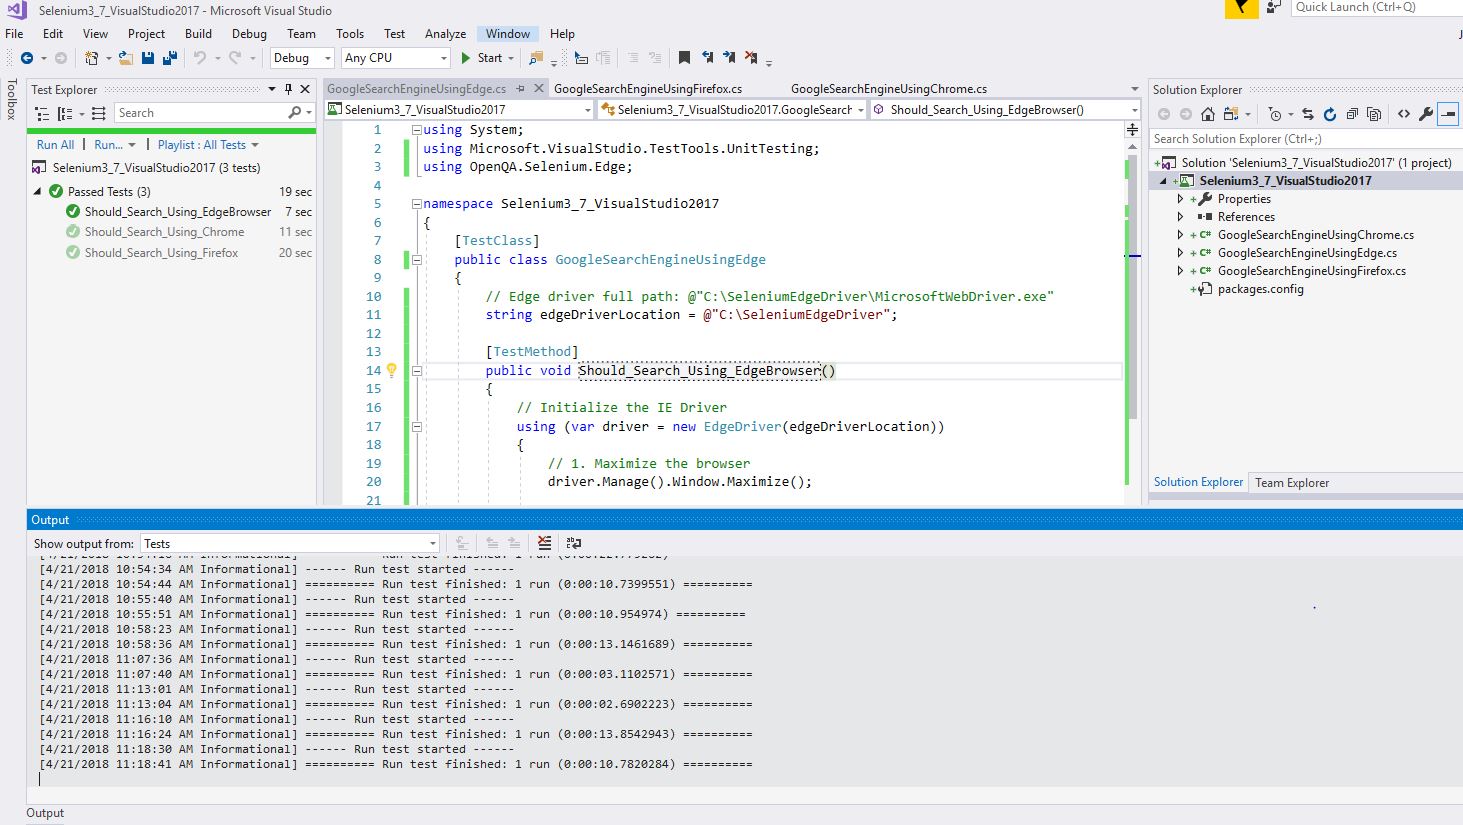 Selenium3_7_VisualStudio2017 - Microsoft Visual Studio
Quick Launch (Ctrl+Q)
File Edit View Project Build Debug Team Tools Test Analyze Window Help
Debug Any CPU Start
Toolbox
Test Explorer
Search
Run All | Run... | Playlist : All Tests
Selenium3_7_VisualStudio2017 (3 tests)
Passed Tests (3) 19 sec
Should_Search_Using_EdgeBrowser 7 sec
Should_Search_Using_Chrome 11 sec
Should_Search_Using_Firefox 20 sec
GoogleSearchEngineUsingEdge.cs GoogleSearchEngineUsingFirefox.cs GoogleSearchEngineUsingChrome.cs
Selenium3_7_VisualStudio2017 Selenium3_7_VisualStudio2017.GoogleSearch Should_Search_Using_EdgeBrowser()
1 using System;
2 using Microsoft.VisualStudio.TestTools.UnitTesting;
3 using OpenQA.Selenium.Edge;
4
5 namespace Selenium3_7_VisualStudio2017
6 {
7 [TestClass]
8 public class GoogleSearchEngineUsingEdge
9 {
10 // Edge driver full path: @"C:\SeleniumEdgeDriver\MicrosoftWebDriver.exe"
11 string edgeDriverLocation = @"C:\SeleniumEdgeDriver";
12
13 [TestMethod]
14 public void Should_Search_Using_EdgeBrowser()
15 {
16 // Initialize the IE Driver
17 using (var driver = new EdgeDriver(edgeDriverLocation))
18 {
19 // 1. Maximize the browser
20 driver.Manage().Window.Maximize();
21
Solution Explorer
Search Solution Explorer (Ctrl+;)
Solution 'Selenium3_7_VisualStudio2017' (1 project)
Selenium3_7_VisualStudio2017
Properties
References
C# GoogleSearchEngineUsingChrome.cs
C# GoogleSearchEngineUsingEdge.cs
C# GoogleSearchEngineUsingFirefox.cs
packages.config
Solution Explorer Team Explorer
Output
Show output from: Tests
[4/21/2018 10:54:34 AM Informational] ------ Run test started ------
[4/21/2018 10:54:44 AM Informational] ========== Run test finished: 1 run (0:00:10.7399551) ==========
[4/21/2018 10:55:40 AM Informational] ------ Run test started ------
[4/21/2018 10:55:51 AM Informational] ========== Run test finished: 1 run (0:00:10.954974) ==========
[4/21/2018 10:58:23 AM Informational] ------ Run test started ------
[4/21/2018 10:58:36 AM Informational] ========== Run test finished: 1 run (0:00:13.1461689) ==========
[4/21/2018 11:07:36 AM Informational] ------ Run test started ------
[4/21/2018 11:07:40 AM Informational] ========== Run test finished: 1 run (0:00:03.1102571) ==========
[4/21/2018 11:13:01 AM Informational] ------ Run test started ------
[4/21/2018 11:13:04 AM Informational] ========== Run test finished: 1 run (0:00:02.6902223) ==========
[4/21/2018 11:16:10 AM Informational] ------ Run test started ------
[4/21/2018 11:16:24 AM Informational] ========== Run test finished: 1 run (0:00:13.8542943) ==========
[4/21/2018 11:18:30 AM Informational] ------ Run test started ------
[4/21/2018 11:18:41 AM Informational] ========== Run test finished: 1 run (0:00:10.7820284) ==========
Output